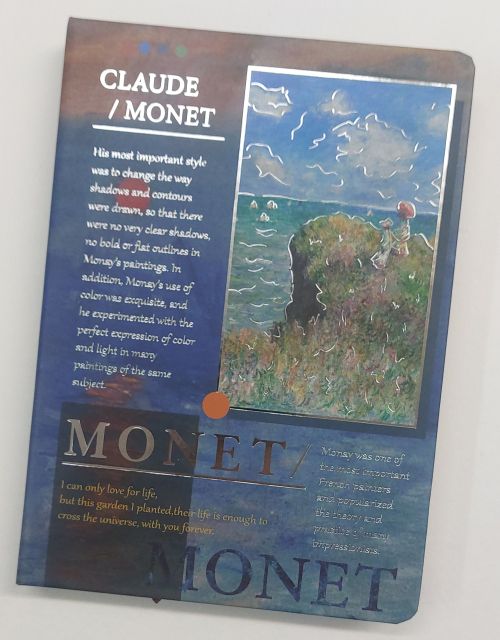 CLAUDE
/ MONET
His most important style
was to change the way
shadows and contours
were drawn, so that there
were no very clear shadows,
no bold or flat outlines in
Monay's paintings. In
addition, Monay's use of
color was exquisite, and
he experimented with the
perfect expression of color
and light in many
paintings of the same
subject.
MONET/
I can only love for life,
but this garden I planted,their life is enough to
cross the universe, with you forever.
Monay was one of
the most important
French painters
and popularized
the theory and
practice of many
Impressionists.
MONET